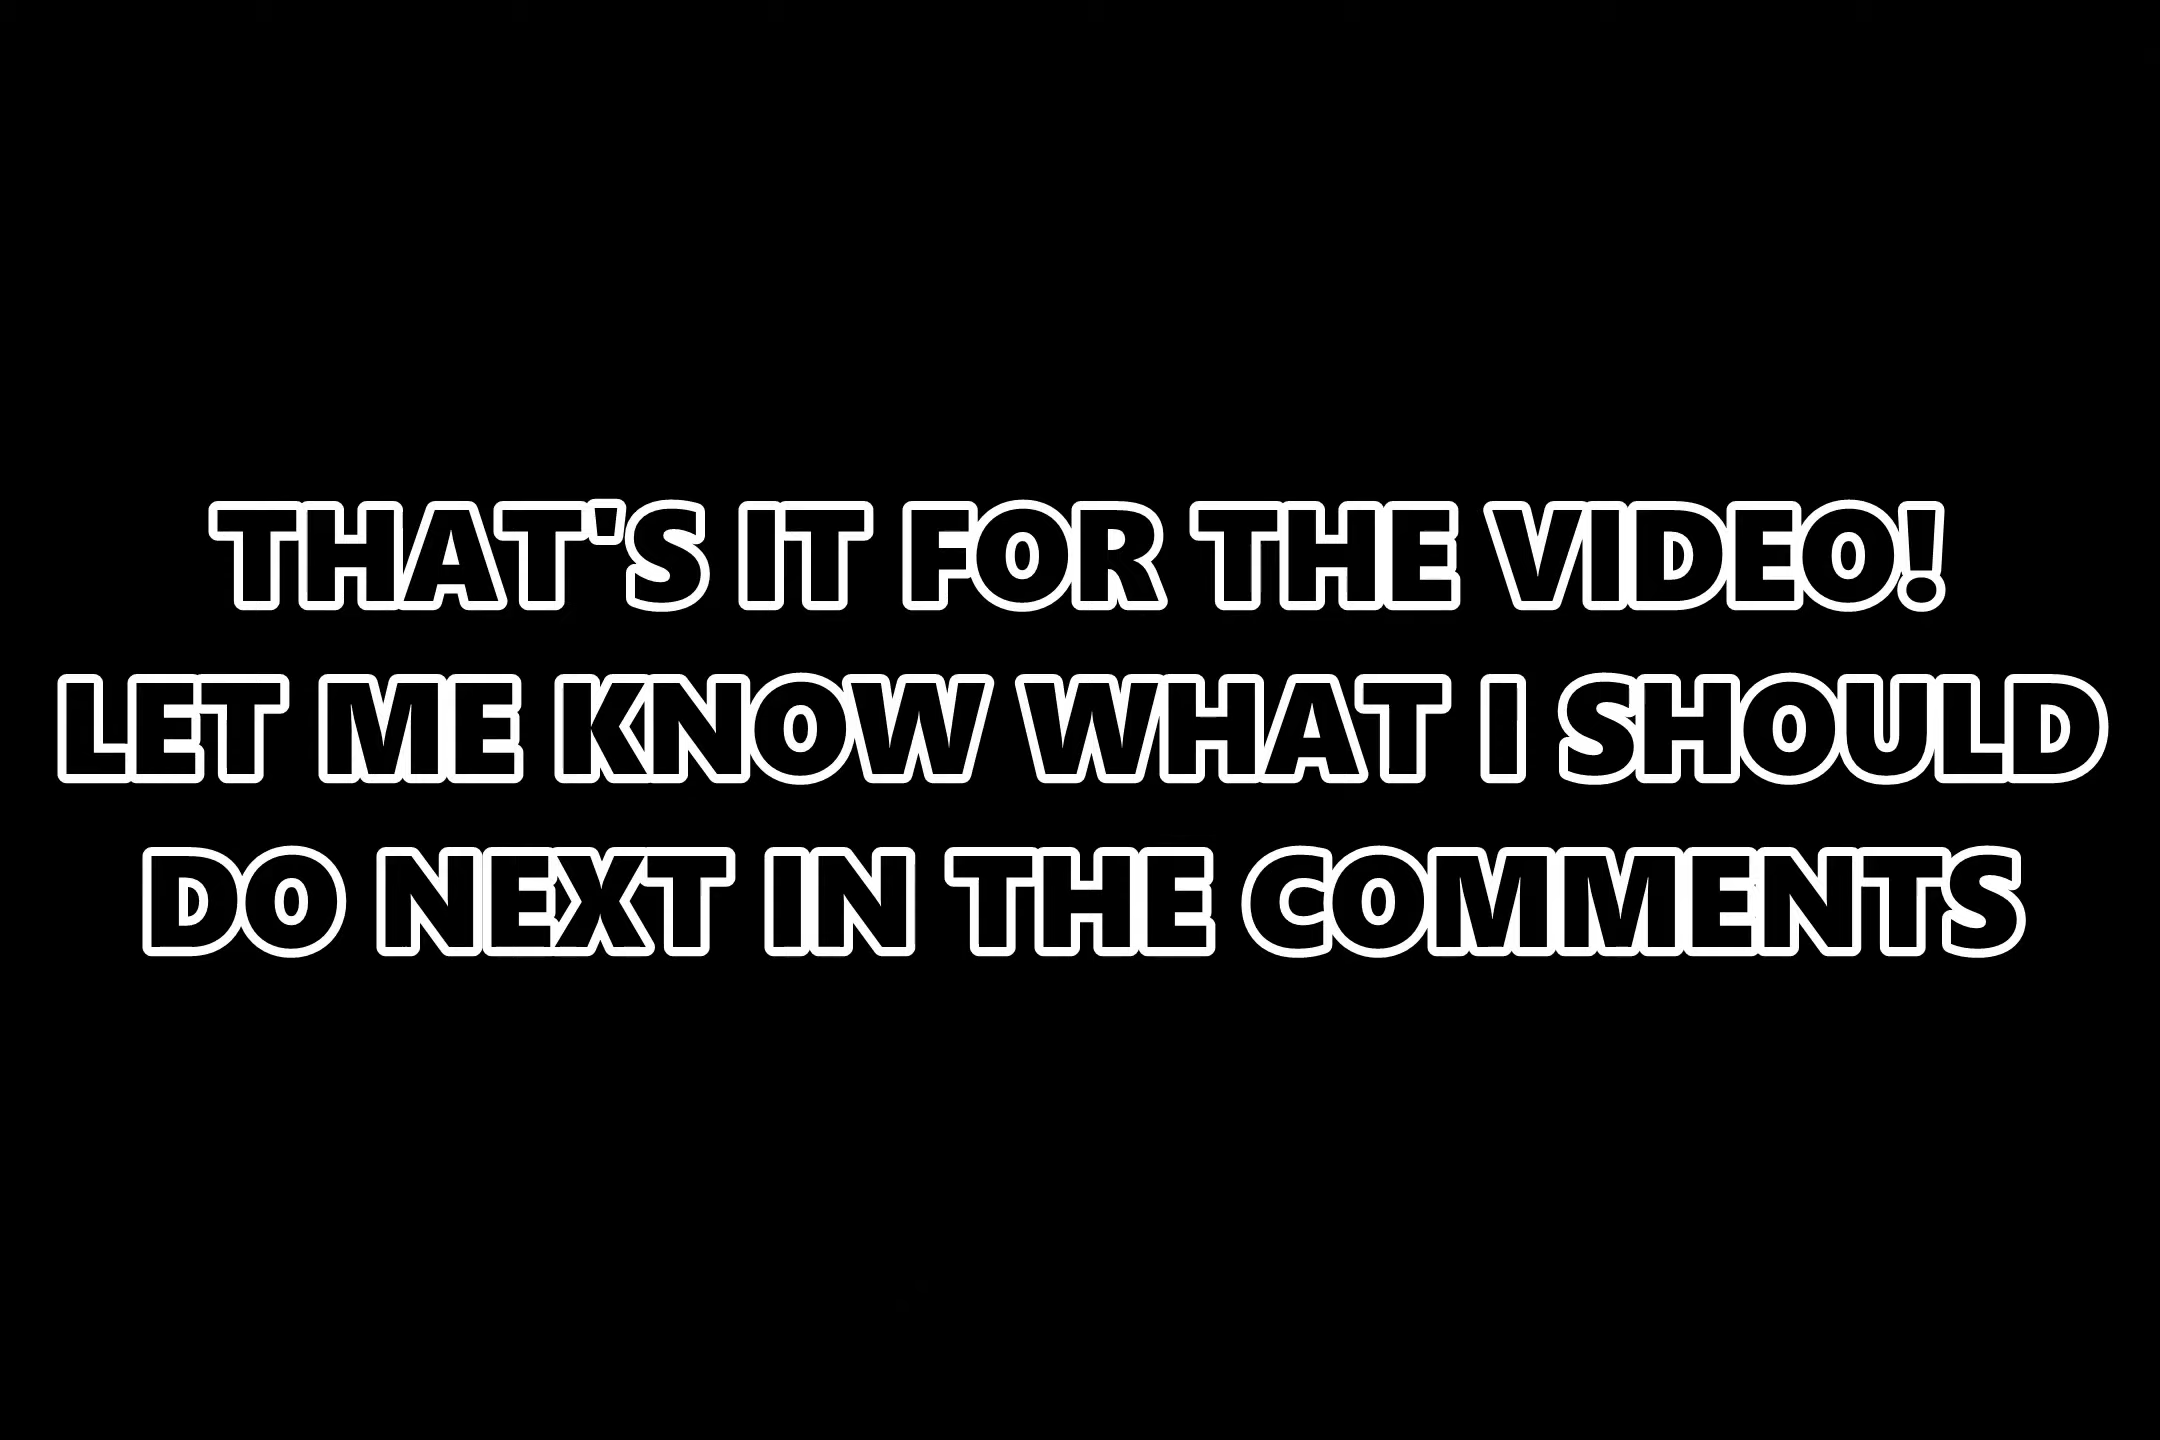 THAT'S IT FOR THE VIDEO!
LET ME KNOW WHAT I SHOULD
DO NEXT IN THE COMMENTS